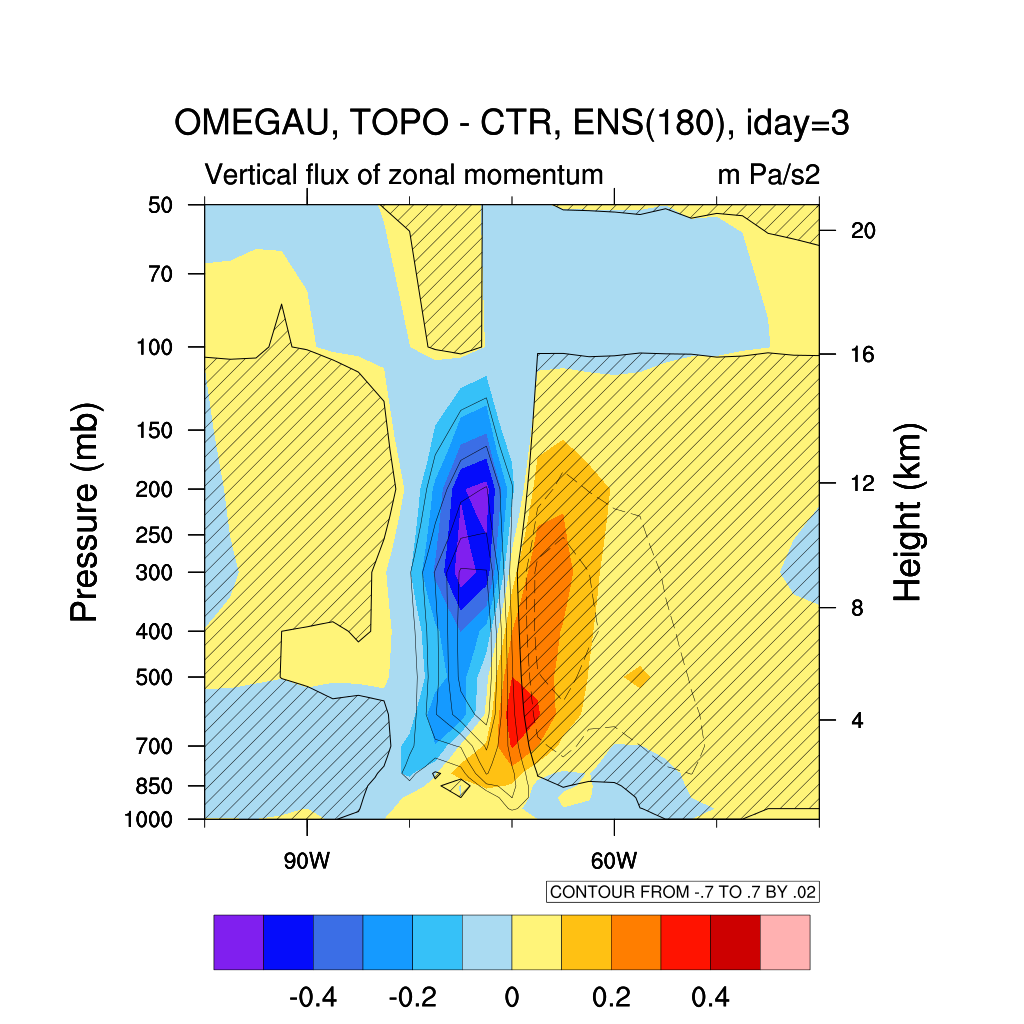 OMEGAU, TOPO - CTR, ENS(180), iday=3
Vertical flux of zonal momentum m Pa/s2
50
70
100
150
200
250
300
400
500
700
850
1000
Pressure (mb)
20
16
12
8
4
Height (km)
90W 60W
CONTOUR FROM -.7 TO .7 BY .02
-0.4 -0.2 0 0.2 0.4